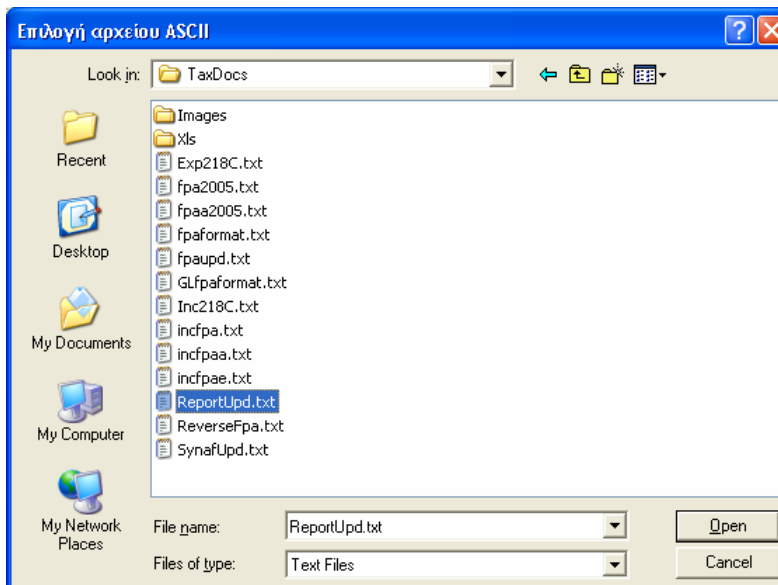 Επιλογή αρχείου ASCII
Look in: TaxDocs
Recent
Desktop
My Documents
My Computer
My Network
Places
Images
Xls
Exp218C.txt
fpa2005.txt
fpaa2005.txt
fpaformat.txt
fpaupd.txt
GLfpaformat.txt
Inc218C.txt
incfpa.txt
incfpaa.txt
incfpae.txt
ReportUpd.txt
ReverseFpa.txt
SynafUpd.txt
File name: ReportUpd.txt Open
Files of type: Text Files Cancel